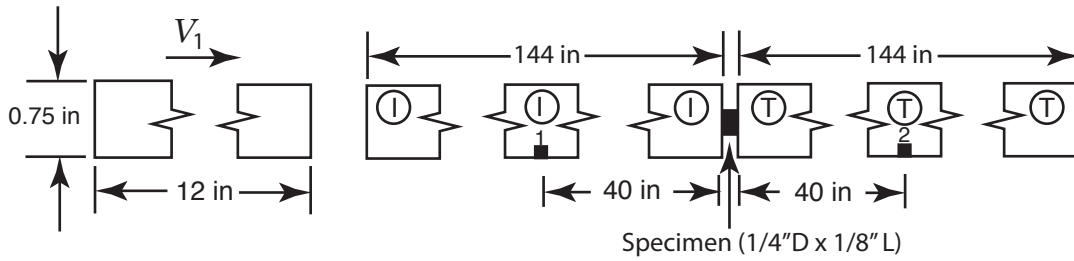 V₁
144 in
144 in
0.75 in
I
I
I
T
T
T
1
2
12 in
40 in
40 in
Specimen (1/4"D x 1/8" L)